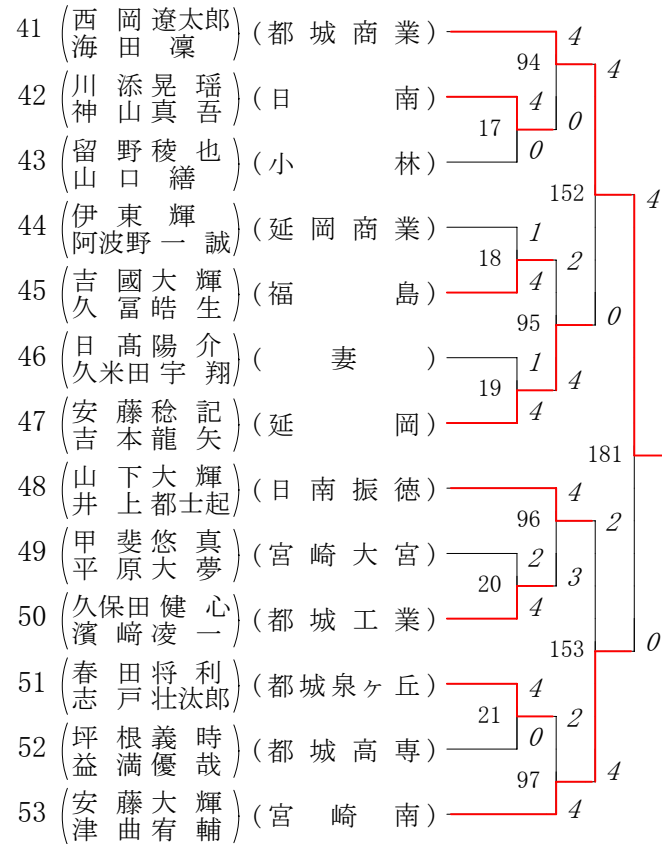 41 西岡遼太郎 海田凜 (都城商業)
42 川添晃瑶 神山真吾 (日南)
43 留野稜也 山口繕 (小林)
44 伊東輝 阿波野一誠 (延岡商業)
45 吉國大輝 久冨皓生 (福島)
46 日髙陽介 久米田宇翔 (妻)
47 安藤稔記 吉本龍矢 (延岡)
48 山下大輝 井上都士起 (日南振徳)
49 甲斐悠真 平原大夢 (宮崎大宮)
50 久保田健心 濱﨑凌一 (都城工業)
51 春田将利 志戸壮汰郎 (都城泉ヶ丘)
52 坪根義時 益満優哉 (都城高専)
53 安藤大輝 津曲宥輔 (宮崎南)
4
94
4
4
17
0
0
152
4
1
18
2
4
95
0
1
19
4
4
181
4
96
2
2
20
3
4
153
0
4
21
2
0
97
4
4